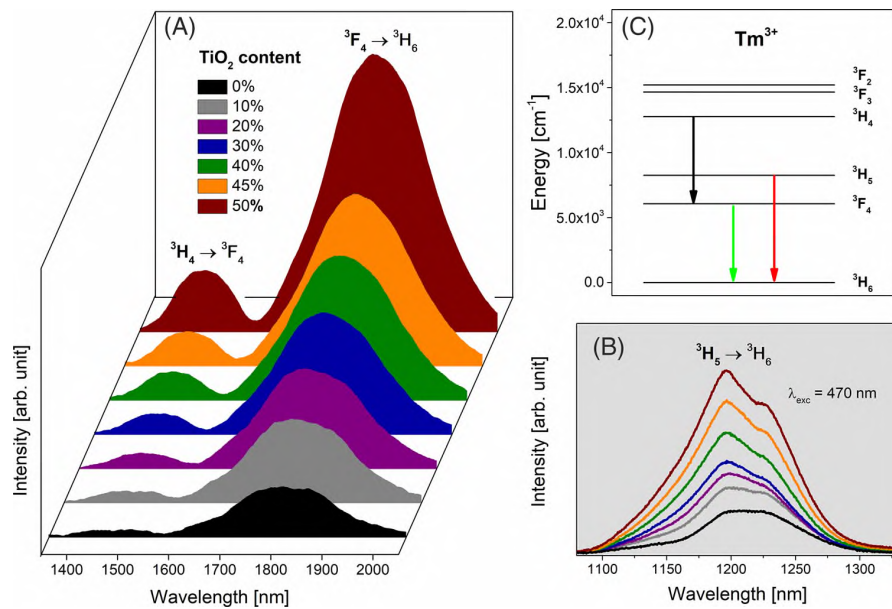 (A)
TiO₂ content
0%
10%
20%
30%
40%
45%
50%
³F₄ → ³H₆
³H₄ → ³F₄
Intensity [arb. unit]
1400 1500 1600 1700 1800 1900 2000
Wavelength [nm]
(C)
Tm³⁺
2.0x10⁴
1.5x10⁴
1.0x10⁴
5.0x10³
0.0
Energy [cm⁻¹]
³F₂
³F₃
³H₄
³H₅
³F₄
³H₆
(B)
³H₅ → ³H₆
λexc = 470 nm
Intensity [arb. unit]
1100 1150 1200 1250 1300
Wavelength [nm]